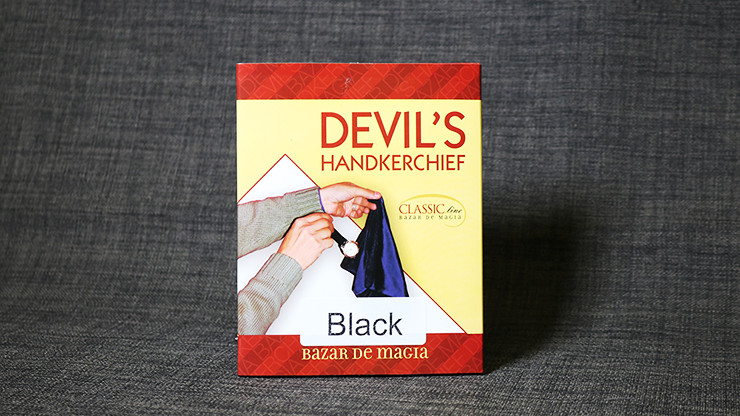 DEVIL'S
HANDKERCHIEF
CLASSIC line
BAZAR DE MAGIA
Black
BAZAR DE MAGIA